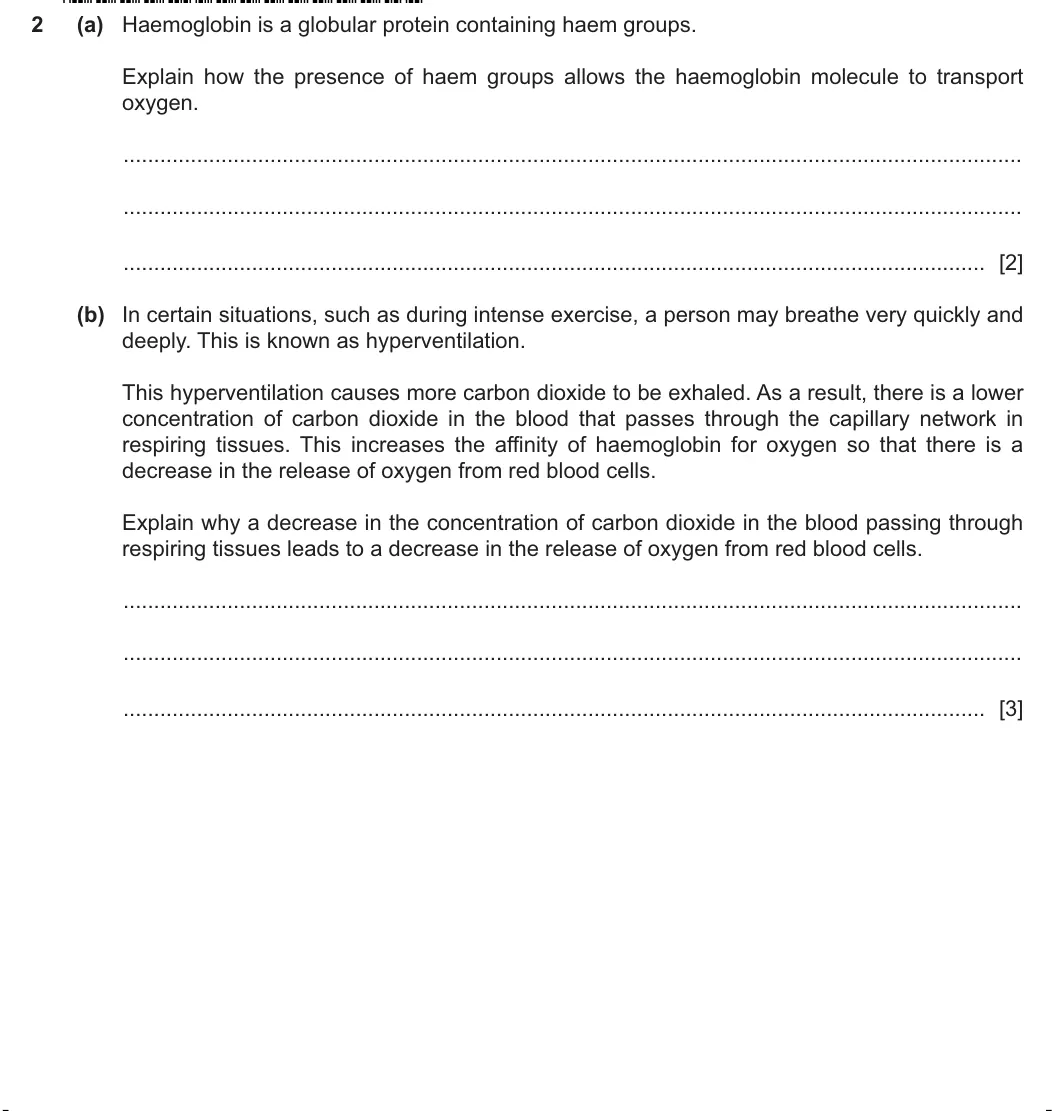 2 (a) Haemoglobin is a globular protein containing haem groups.
Explain how the presence of haem groups allows the haemoglobin molecule to transport
oxygen.
..........................................................................................................................................
..........................................................................................................................................
.................................................................................................................................... [2]
(b) In certain situations, such as during intense exercise, a person may breathe very quickly and
deeply. This is known as hyperventilation.
This hyperventilation causes more carbon dioxide to be exhaled. As a result, there is a lower
concentration of carbon dioxide in the blood that passes through the capillary network in
respiring tissues. This increases the affinity of haemoglobin for oxygen so that there is a
decrease in the release of oxygen from red blood cells.
Explain why a decrease in the concentration of carbon dioxide in the blood passing through
respiring tissues leads to a decrease in the release of oxygen from red blood cells.
..........................................................................................................................................
..........................................................................................................................................
.................................................................................................................................... [3]